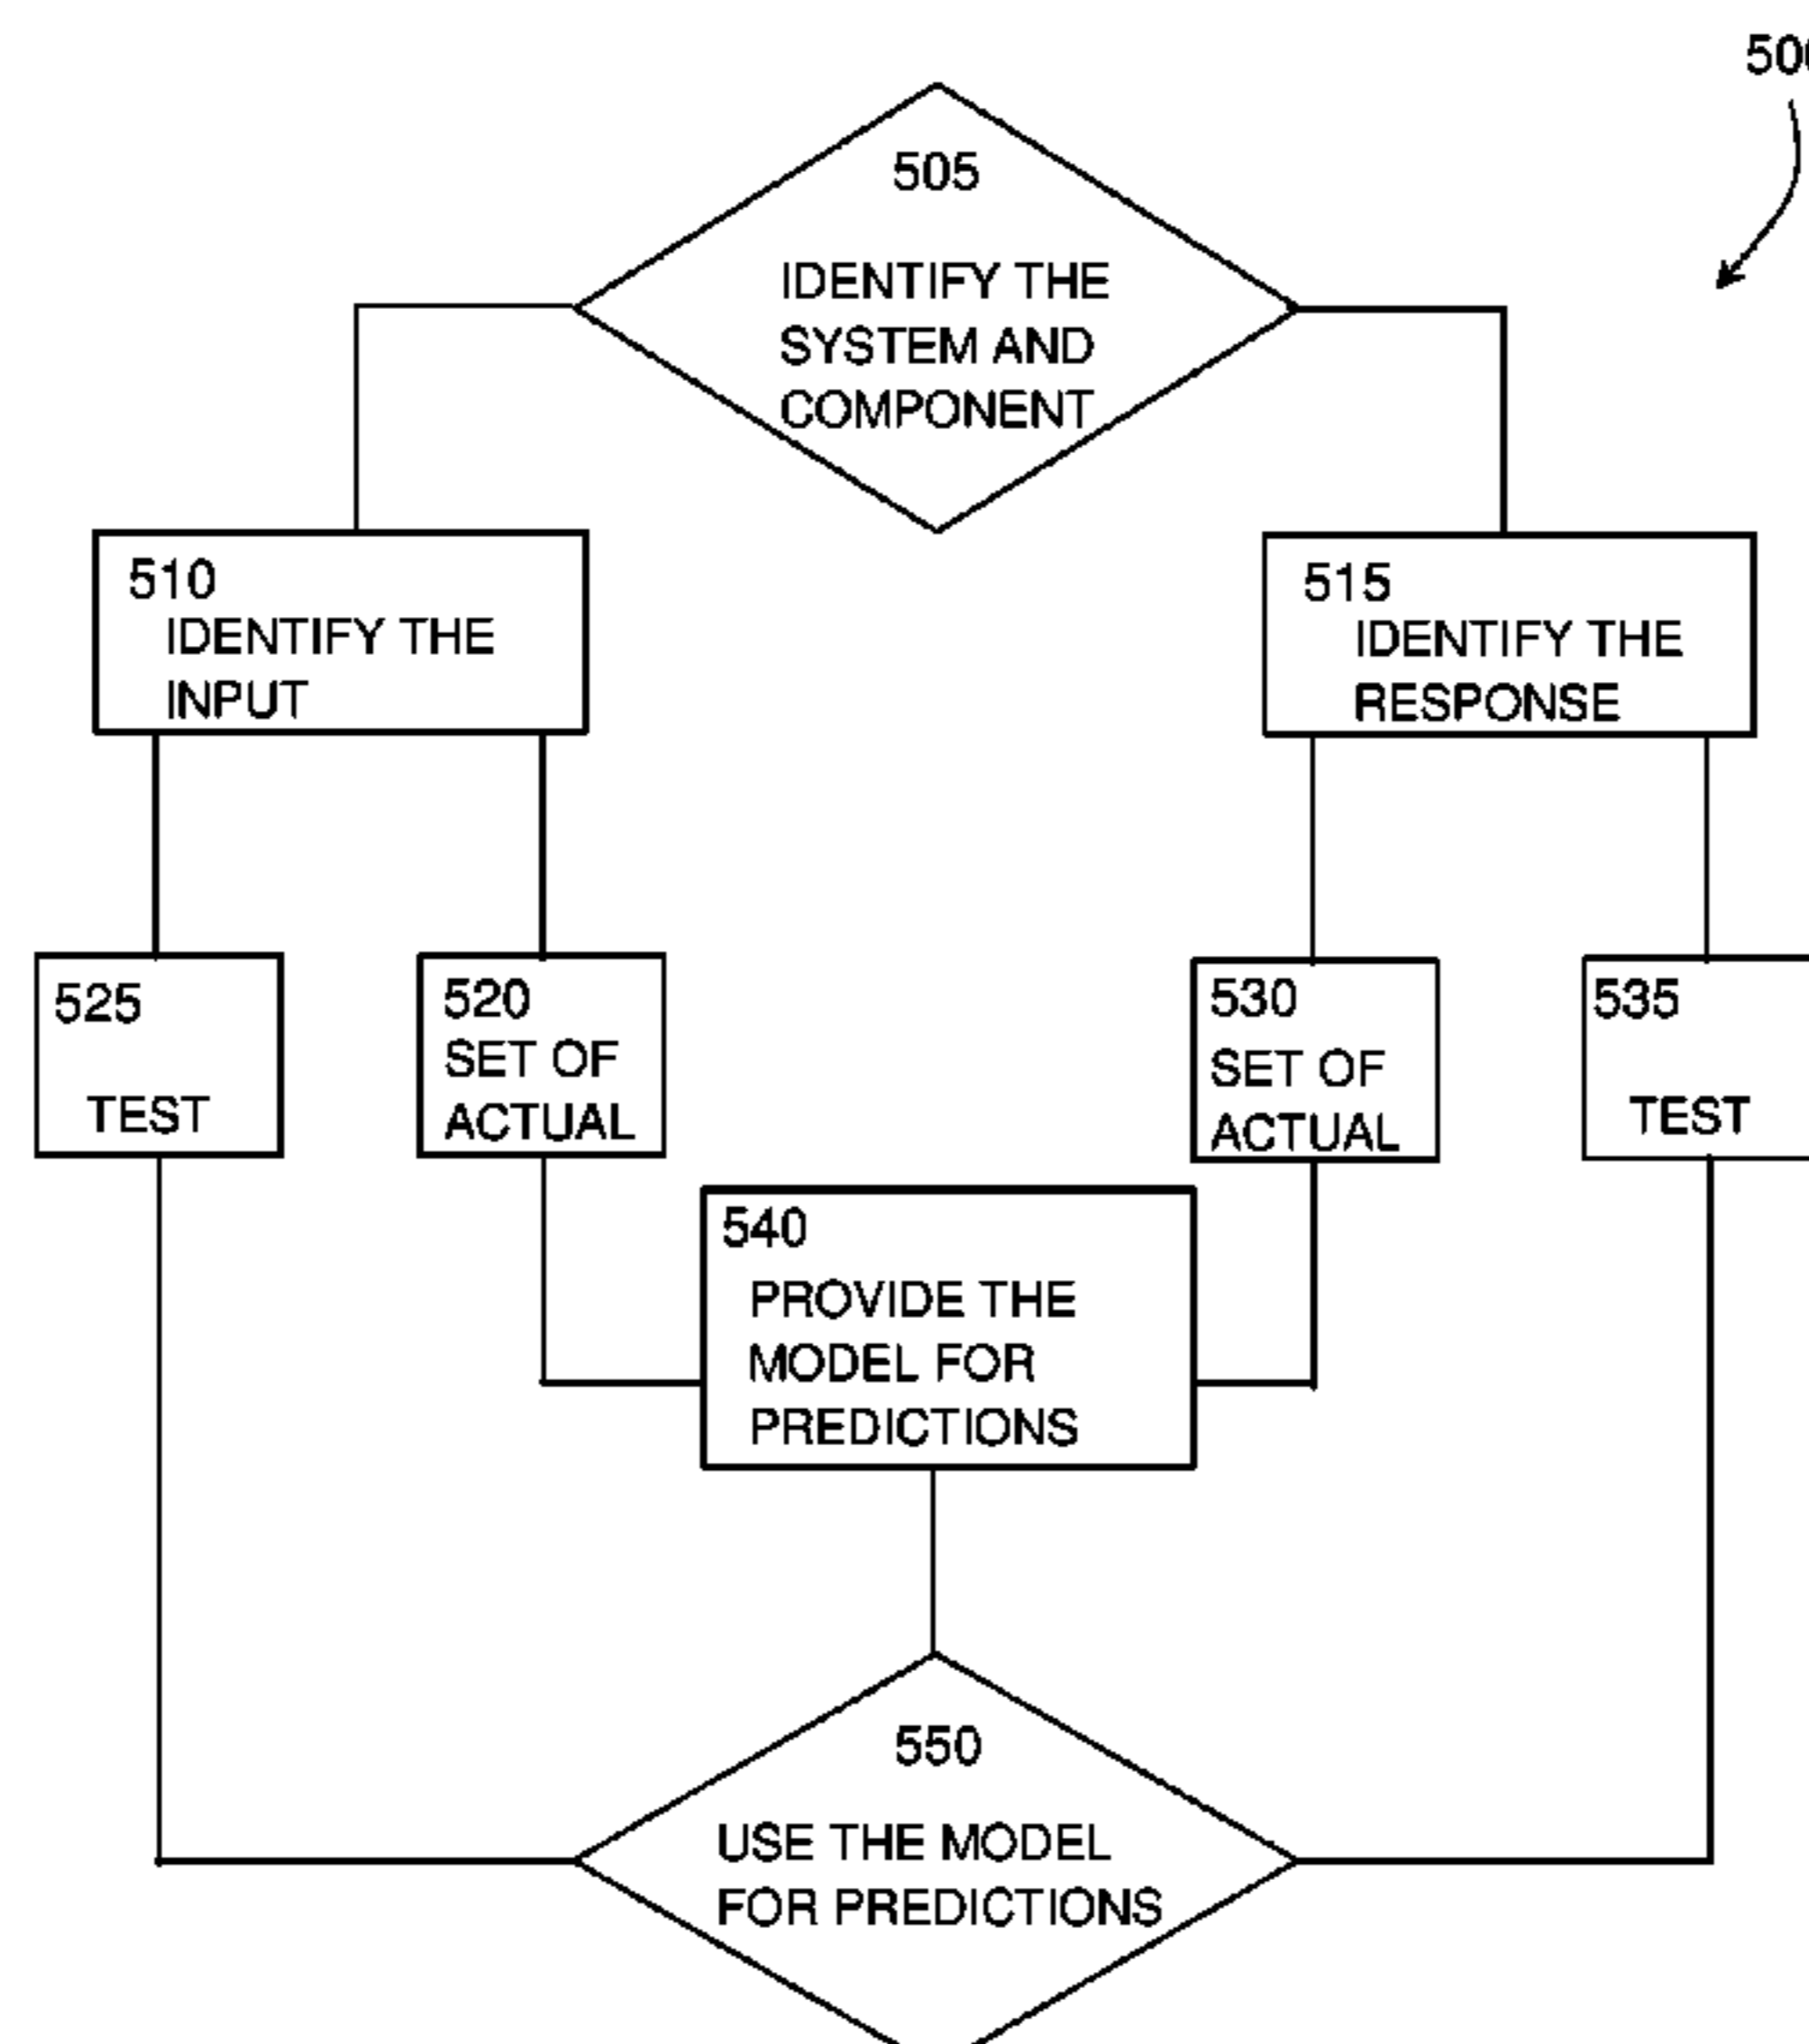 505
IDENTIFY THE
SYSTEM AND
COMPONENT
510
IDENTIFY THE
INPUT
515
IDENTIFY THE
RESPONSE
525
TEST
520
SET OF
ACTUAL
530
SET OF
ACTUAL
535
TEST
540
PROVIDE THE
MODEL FOR
PREDICTIONS
550
USE THE MODEL
FOR PREDICTIONS